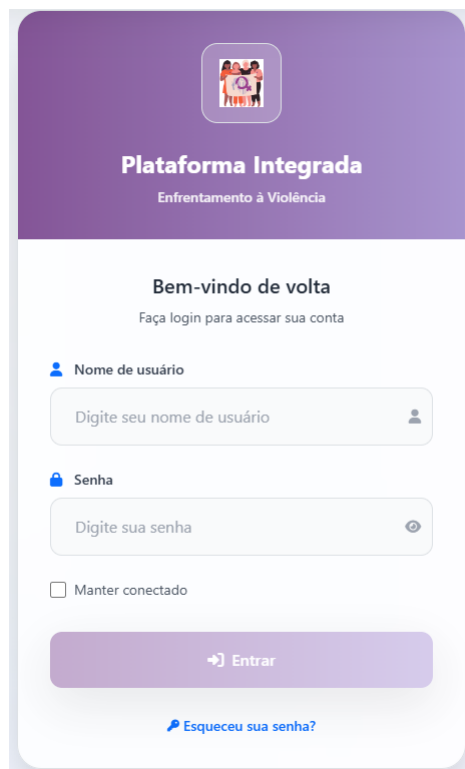 Plataforma Integrada
Enfrentamento à Violência
Bem-vindo de volta
Faça login para acessar sua conta
Nome de usuário
Digite seu nome de usuário
Senha
Digite sua senha
Manter conectado
Entrar
Esqueceu sua senha?